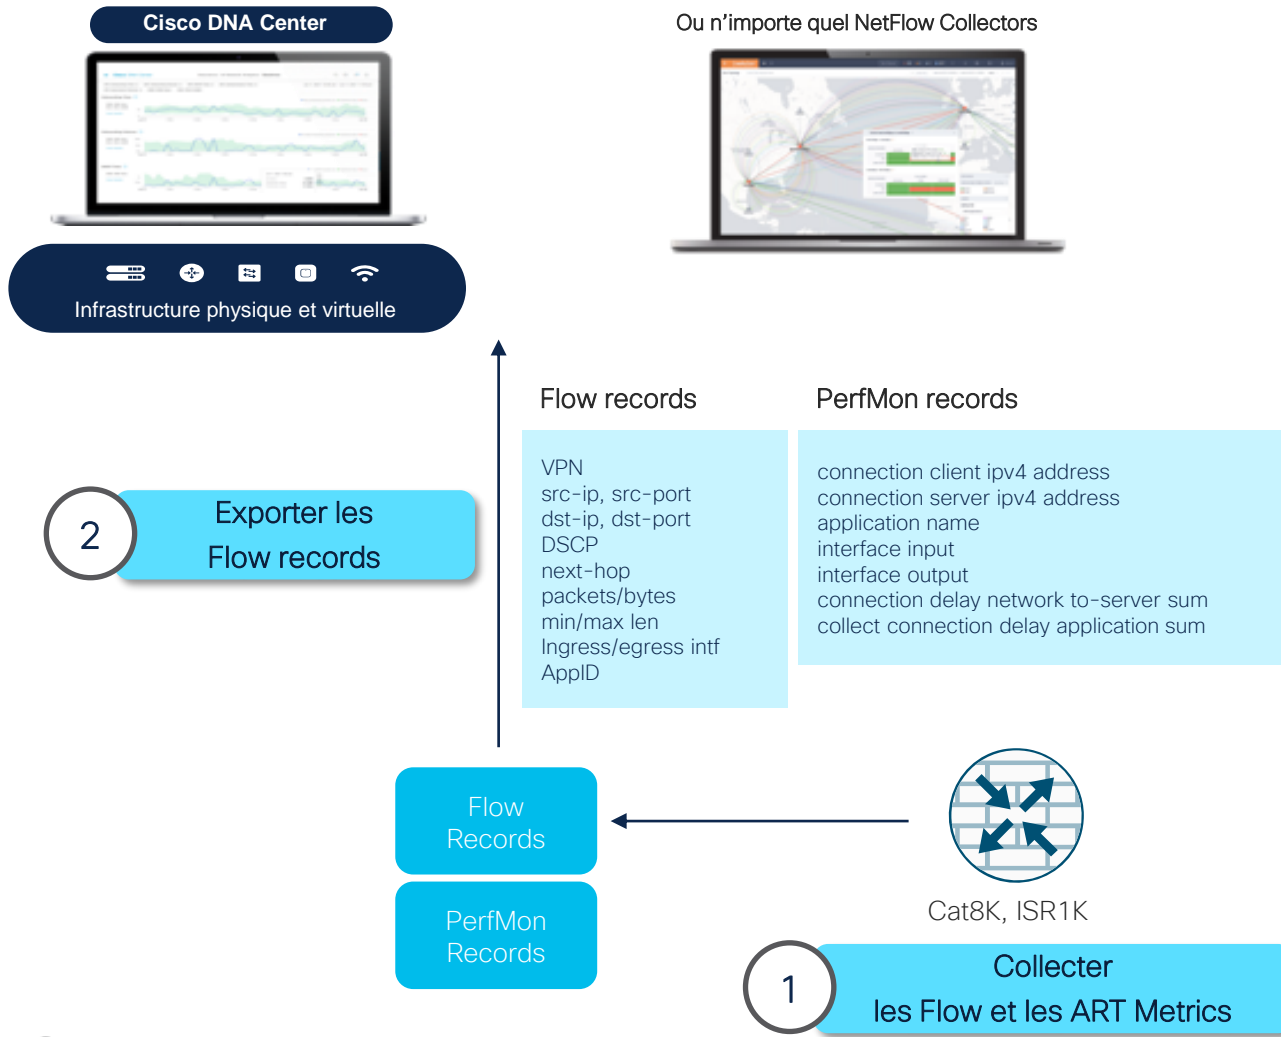 Cisco DNA Center
Ou n’importe quel NetFlow Collectors
Infrastructure physique et virtuelle
Flow records
PerfMon records
VPN
src-ip, src-port
dst-ip, dst-port
DSCP
next-hop
packets/bytes
min/max len
Ingress/egress intf
AppID
connection client ipv4 address
connection server ipv4 address
application name
interface input
interface output
connection delay network to-server sum
collect connection delay application sum
2
Exporter les
Flow records
Flow
Records
PerfMon
Records
Cat8K, ISR1K
1
Collecter
les Flow et les ART Metrics